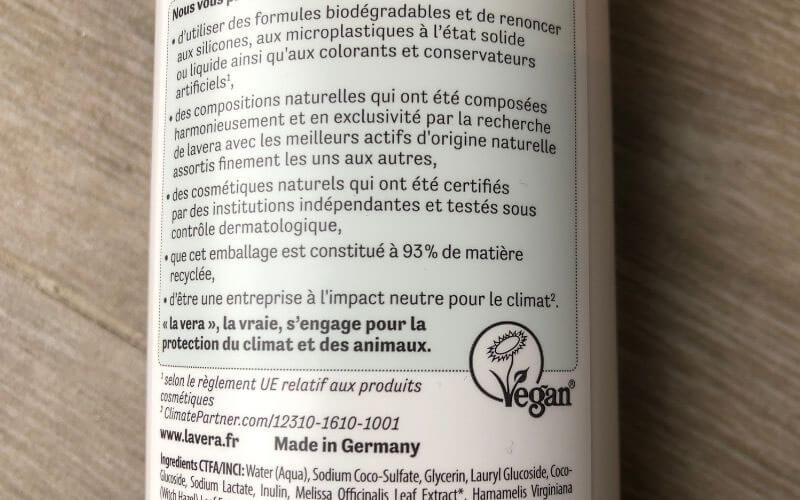 Nous vous
• d'utiliser des formules biodégradables et de renoncer
aux silicones, aux microplastiques à l'état solide
ou liquide ainsi qu'aux colorants et conservateurs
artificiels¹,
• des compositions naturelles qui ont été composées
harmonieusement et en exclusivité par la recherche
de lavera avec les meilleurs actifs d'origine naturelle
assortis finement les uns aux autres,
• des cosmétiques naturels qui ont été certifiés
par des institutions indépendantes et testés sous
contrôle dermatologique,
• que cet emballage est constitué à 93% de matière
recyclée,
• d'être une entreprise à l'impact neutre pour le climat².
« la vera », la vraie, s'engage pour la
protection du climat et des animaux.
Vegan®
¹ selon le règlement UE relatif aux produits
cosmétiques
² ClimatePartner.com/12310-1610-1001
www.lavera.fr Made in Germany
Ingredients CTFA/INCI: Water (Aqua), Sodium Coco-Sulfate, Glycerin, Lauryl Glucoside, Coco-
Glucoside, Sodium Lactate, Inulin, Melissa Officinalis Leaf Extract*, Hamamelis Virginiana
(Witch Hazel) Leaf